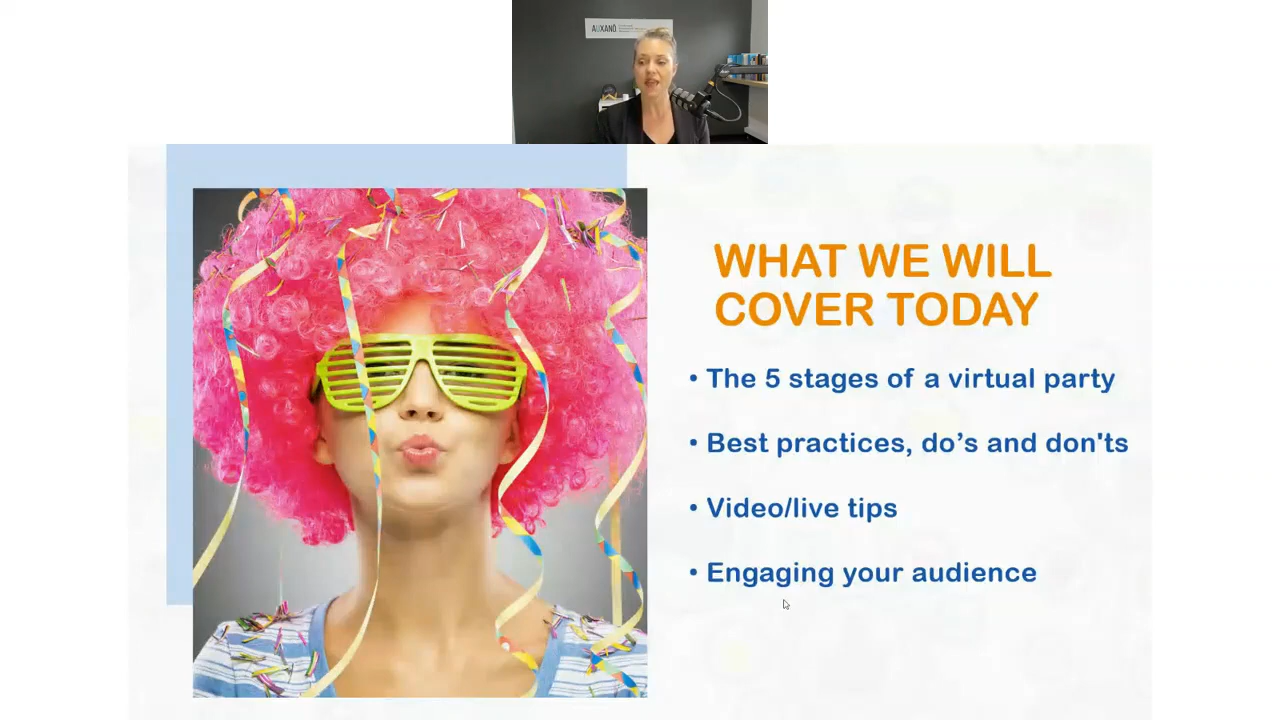 AUXANO
WHAT WE WILL
COVER TODAY
• The 5 stages of a virtual party
• Best practices, do’s and don'ts
• Video/live tips
• Engaging your audience